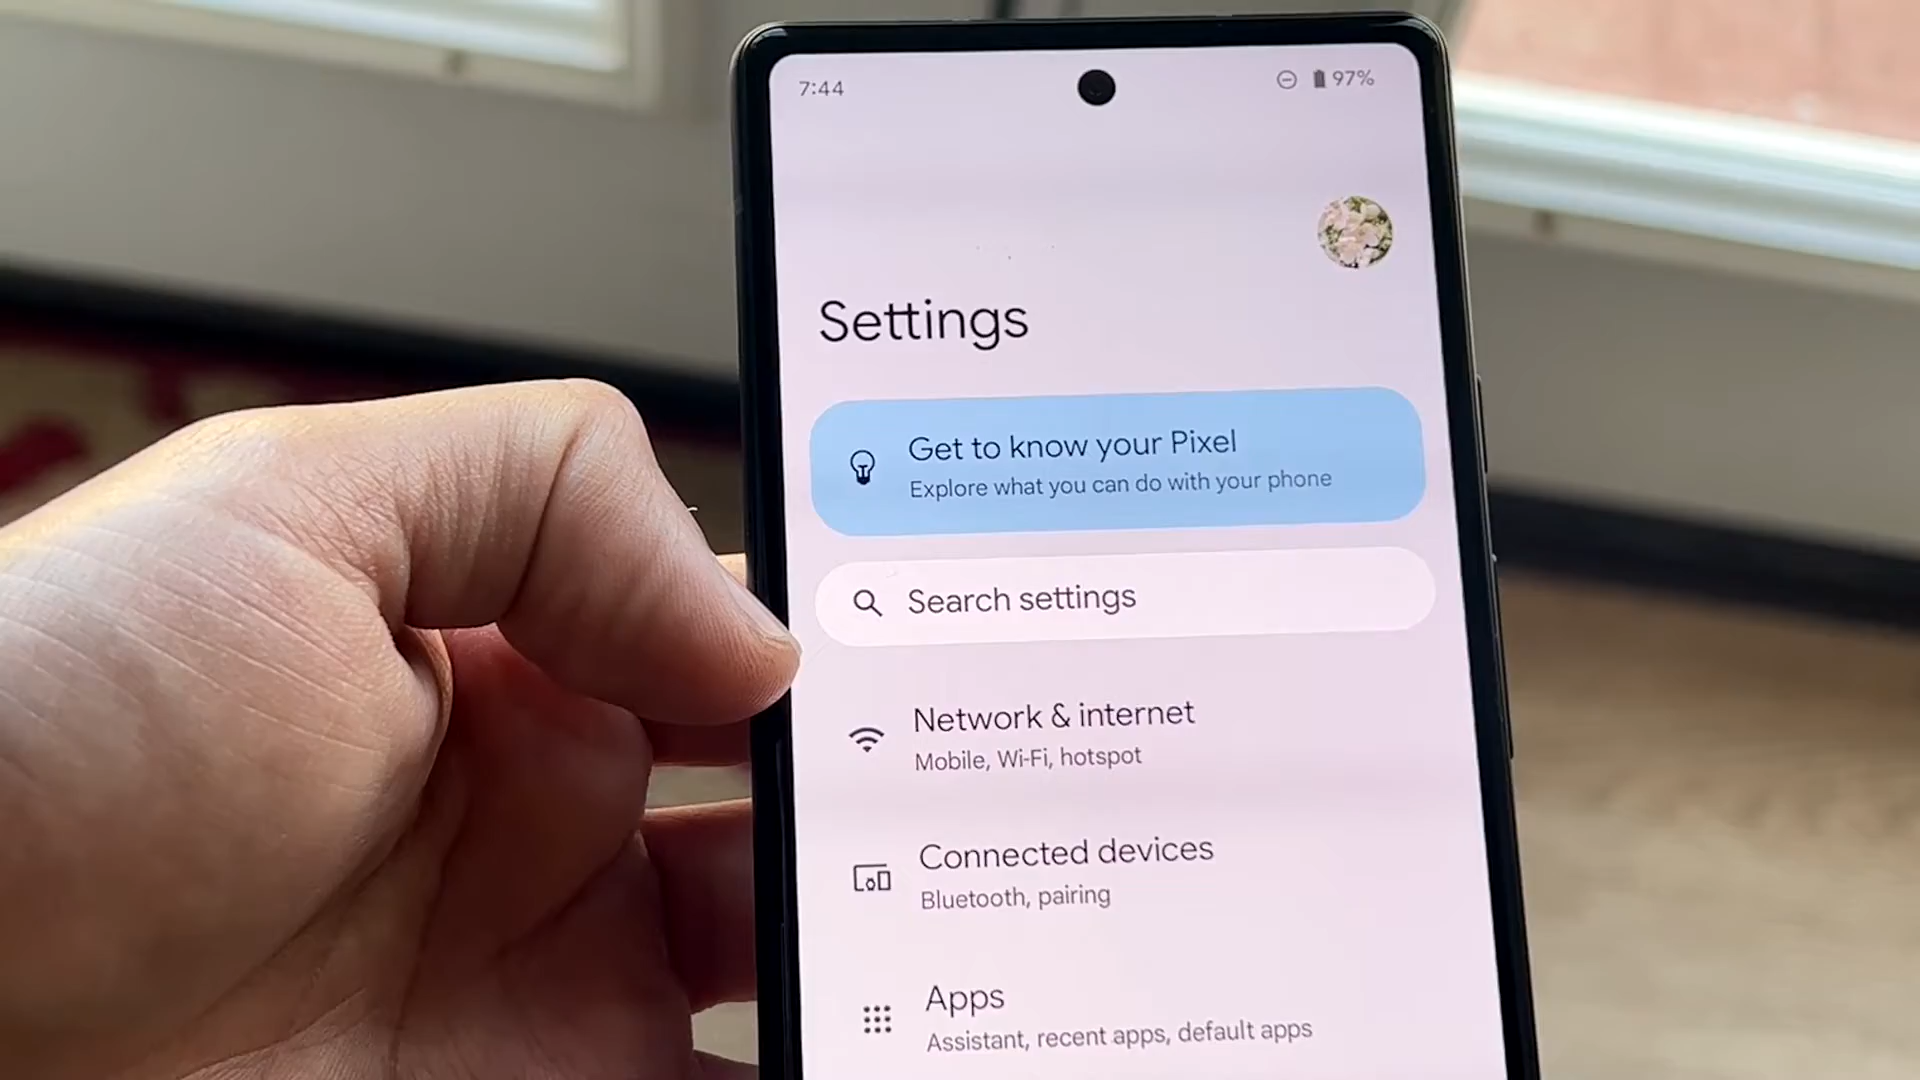 7:44
97%
Settings
Get to know your Pixel
Explore what you can do with your phone
Search settings
Network & internet
Mobile, Wi-Fi, hotspot
Connected devices
Bluetooth, pairing
Apps
Assistant, recent apps, default apps